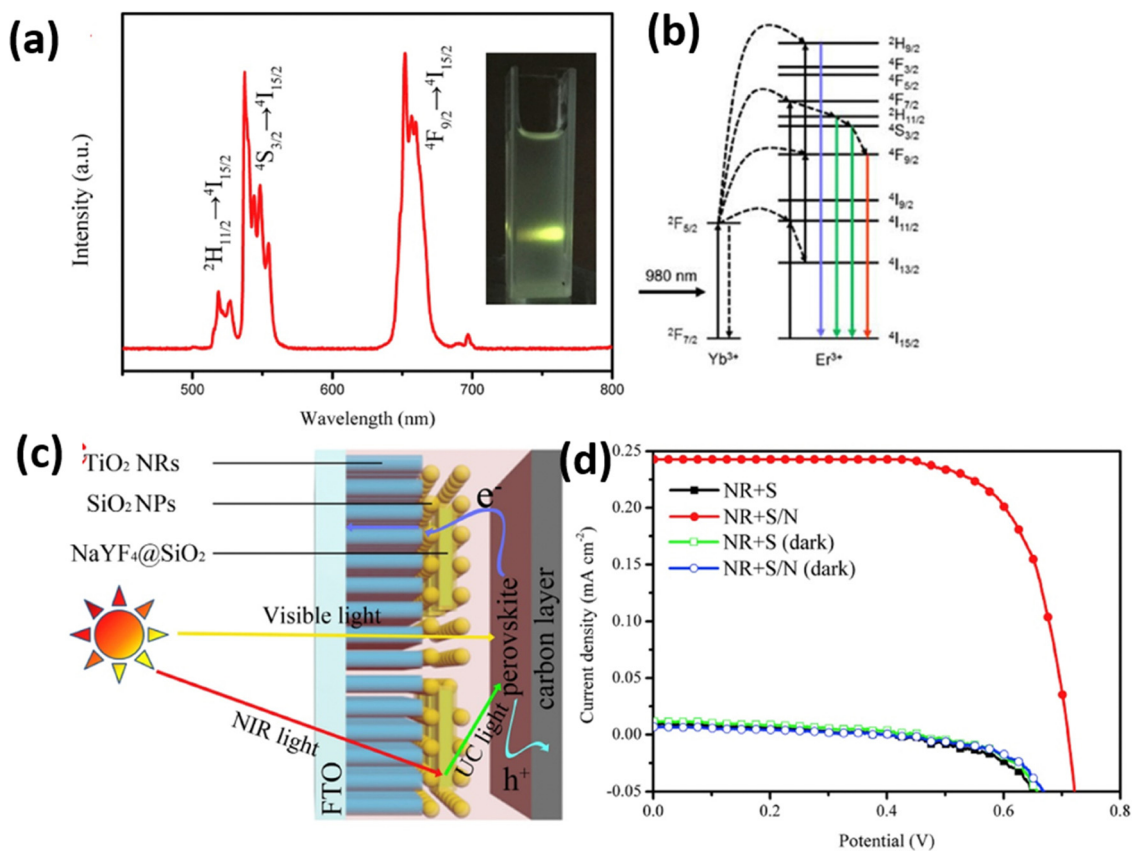 (a)
Intensity (a.u.)
²H₁₁/₂→⁴I₁₅/₂
⁴S₃/₂→⁴I₁₅/₂
⁴F₉/₂→⁴I₁₅/₂
500
600
700
800
Wavelength (nm)
(b)
²H₉/₂
⁴F₃/₂
⁴F₅/₂
⁴F₇/₂
²H₁₁/₂
⁴S₃/₂
⁴F₉/₂
⁴I₉/₂
⁴I₁₁/₂
⁴I₁₃/₂
⁴I₁₅/₂
²F₅/₂
980 nm
²F₇/₂
Yb³⁺
Er³⁺
(c)
TiO₂ NRs
SiO₂ NPs
NaYF₄@SiO₂
Visible light
NIR light
FTO
e⁻
UC light
h⁺
perovskite
carbon layer
(d)
Current density (mA cm⁻²)
0.25
0.20
0.15
0.10
0.05
0.00
-0.05
NR+S
NR+S/N
NR+S (dark)
NR+S/N (dark)
0.0
0.2
0.4
0.6
0.8
Potential (V)